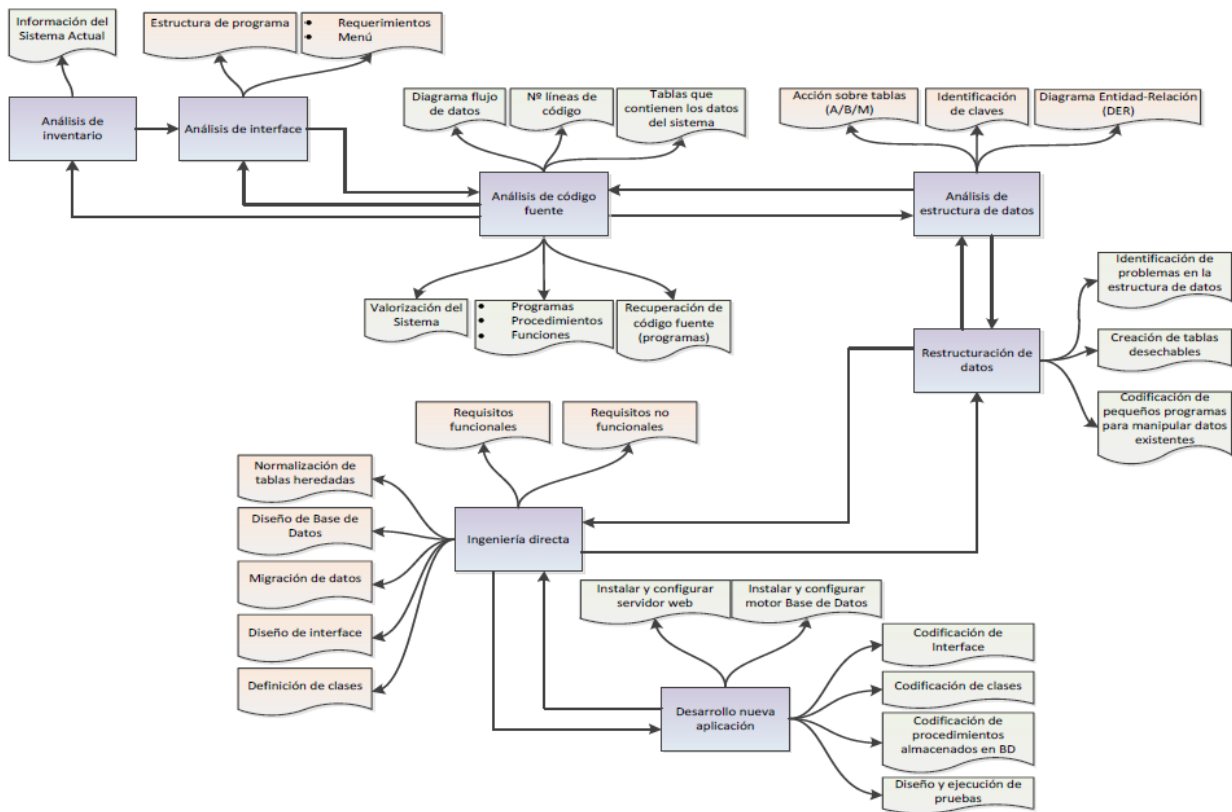 Información del
Sistema Actual
Estructura de programa
• Requerimientos
• Menú
Análisis de
inventario
Análisis de interface
Diagrama flujo
de datos
Nº líneas de
código
Tablas que
contienen los datos
del sistema
Acción sobre tablas
(A/B/M)
Identificación
de claves
Diagrama Entidad-Relación
(DER)
Análisis de código
fuente
Análisis de
estructura de datos
Valorización del
Sistema
• Programas
• Procedimientos
• Funciones
Recuperación de
código fuente
(programas)
Identificación de
problemas en la
estructura de datos
Restructuración de
datos
Creación de tablas
desechables
Codificación de
pequeños programas
para manipular datos
existentes
Requisitos
funcionales
Requisitos no
funcionales
Normalización de
tablas heredadas
Diseño de Base de
Datos
Migración de datos
Diseño de interface
Definición de clases
Ingeniería directa
Instalar y configurar
servidor web
Instalar y configurar
motor Base de Datos
Desarrollo nueva
aplicación
Codificación de
Interface
Codificación de clases
Codificación de
procedimientos
almacenados en BD
Diseño y ejecución de
pruebas